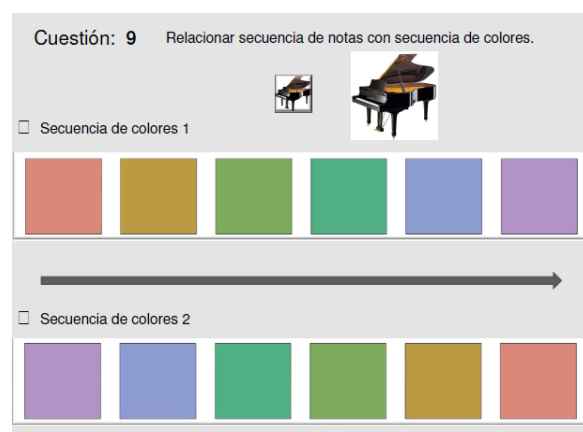 Cuestión: 9 Relacionar secuencia de notas con secuencia de colores.
Secuencia de colores 1
Secuencia de colores 2